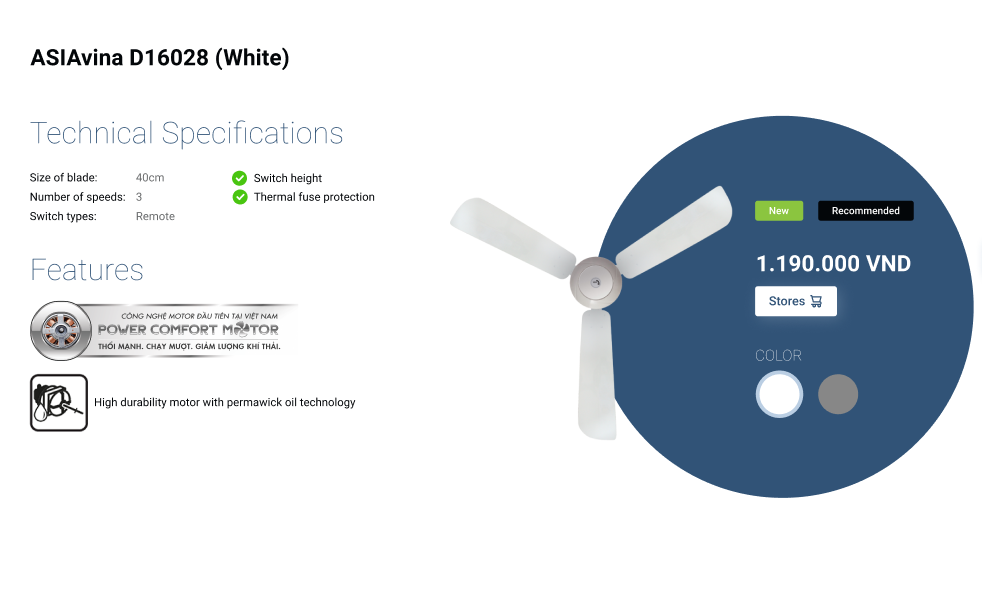 ASIAvina D16028 (White)
Technical Specifications
Size of blade: 40cm
Number of speeds: 3
Switch types: Remote
Switch height
Thermal fuse protection
Features
CÔNG NGHỆ MOTOR ĐẦU TIÊN TẠI VIỆT NAM
POWER COMFORT MOTOR
THỔI MẠNH. CHẠY MƯỢT. GIẢM LƯỢNG KHÍ THẢI.
High durability motor with permawick oil technology
New
Recommended
1.190.000 VND
Stores
COLOR